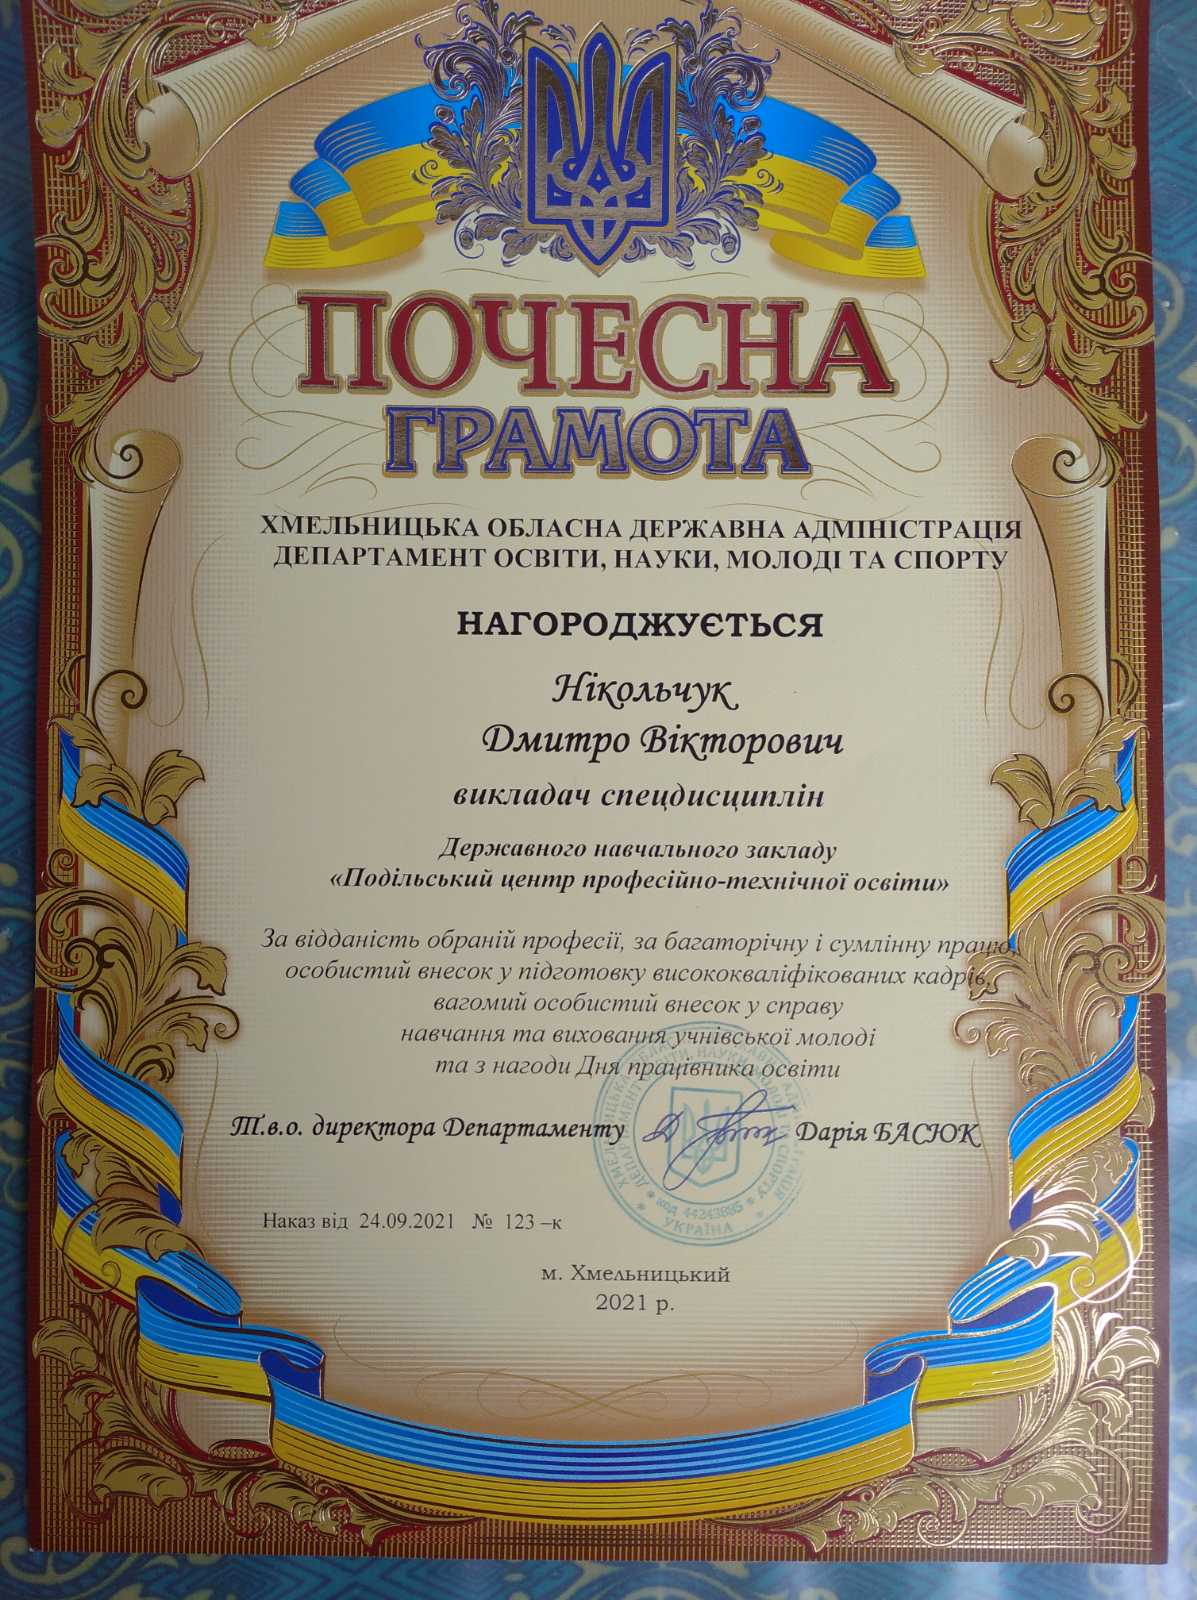 ПОЧЕСНА
ГРАМОТА
ХМЕЛЬНИЦЬКА ОБЛАСНА ДЕРЖАВНА АДМІНІСТРАЦІЯ
ДЕПАРТАМЕНТ ОСВІТИ, НАУКИ, МОЛОДІ ТА СПОРТУ
НАГОРОДЖУЄТЬСЯ
Нікольчук
Дмитро Вікторович
викладач спецдисциплін
Державного навчального закладу
«Подільський центр професійно-технічної освіти»
За відданість обраній професії, за багаторічну і сумлінну працю,
особистий внесок у підготовку висококваліфікованих кадрів,
вагомий особистий внесок у справу
навчання та виховання учнівської молоді
та з нагоди Дня працівника освіти
Т.в.о. директора Департаменту Дарія БАСЮК
код 44243885
УКРАЇНА
Наказ від 24.09.2021 № 123 –к
м. Хмельницький
2021 р.